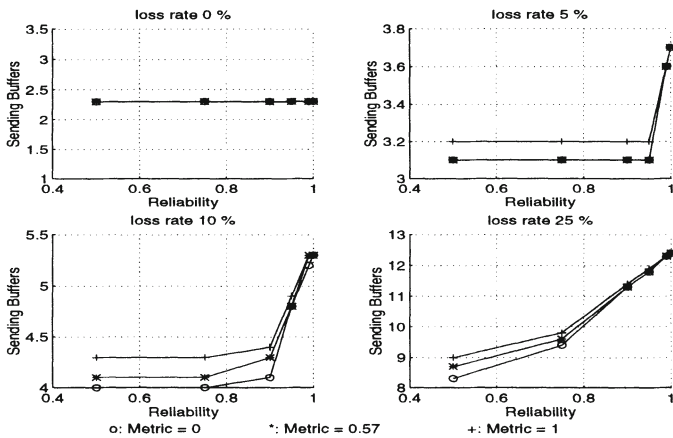 loss rate 0 %
3.5
3
2.5
2
1.5
1
Sending Buffers
0.4 0.6 0.8 1
Reliability
loss rate 5 %
3.8
3.6
3.4
3.2
3
Sending Buffers
0.4 0.6 0.8 1
Reliability
loss rate 10 %
5.5
5
4.5
4
Sending Buffers
0.4 0.6 0.8 1
Reliability
loss rate 25 %
13
12
11
10
9
8
Sending Buffers
0.4 0.6 0.8 1
Reliability
o: Metric = 0 *: Metric = 0.57 +: Metric = 1